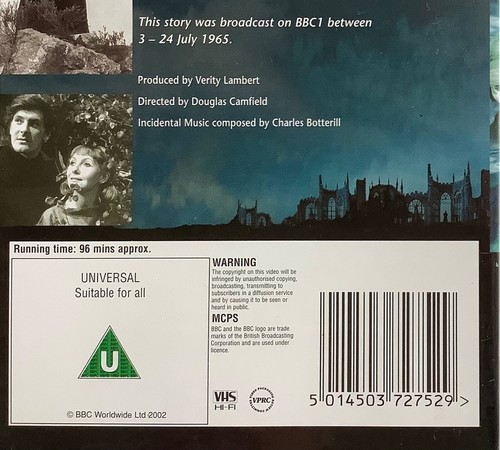 This story was broadcast on BBC1 between
3 – 24 July 1965.
Produced by Verity Lambert
Directed by Douglas Camfield
Incidental Music composed by Charles Botterill
Running time: 96 mins approx.
UNIVERSAL
Suitable for all
U
© BBC Worldwide Ltd 2002
WARNING
The copyright on this video will be
infringed by unauthorised copying,
broadcasting, transmitting to
subscribers in a diffusion service
and by causing it to be seen or
heard in public.
MCPS
BBC and the BBC logo are trade
marks of the British Broadcasting
Corporation and are used under
licence.
VHS
HI-FI
VPRC
5 014503 727529 >